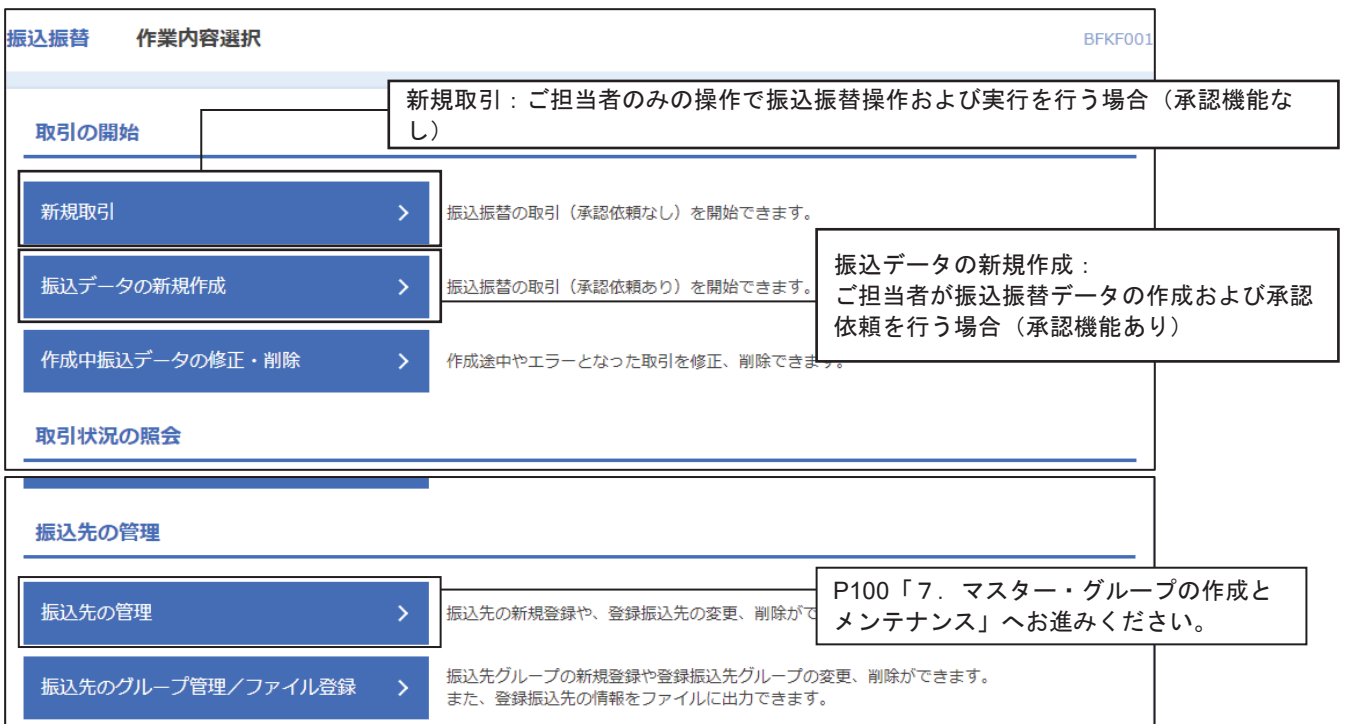 振込振替 作業内容選択 BFKF001
新規取引：ご担当者のみの操作で振込振替操作および実行を行う場合（承認機能な
し）
取引の開始
新規取引 振込振替の取引（承認依頼なし）を開始できます。
振込データの新規作成 振込振替の取引（承認依頼あり）を開始できます。
振込データの新規作成：
ご担当者が振込振替データの作成および承認
依頼を行う場合（承認機能あり）
作成中振込データの修正・削除 作成途中やエラーとなった取引を修正、削除できます。
取引状況の照会
振込先の管理
振込先の管理 振込先の新規登録や、登録振込先の変更、削除がで
P100「７．マスター・グループの作成と
メンテナンス」へお進みください。
振込先のグループ管理／ファイル登録 振込先グループの新規登録や登録振込先グループの変更、削除ができます。
また、登録振込先の情報をファイルに出力できます。